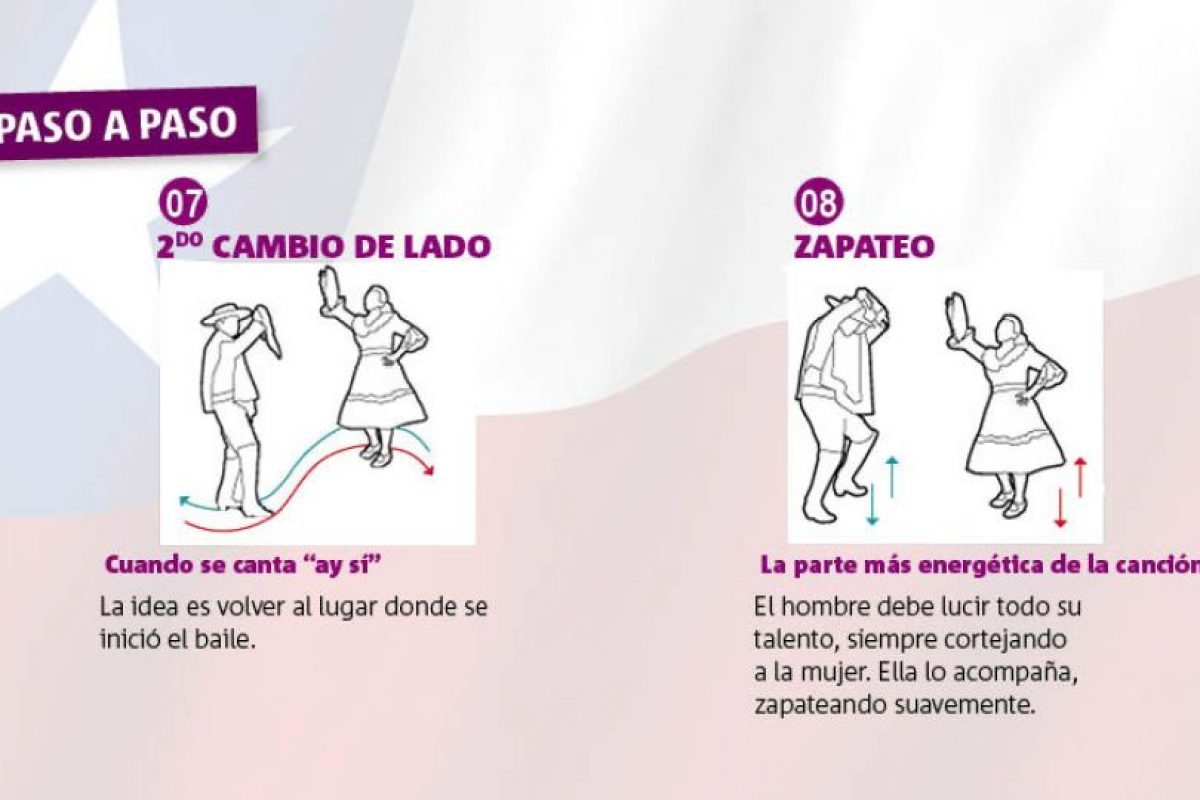 PASO A PASO
07
2DO CAMBIO DE LADO
Cuando se canta “ay sí”
La idea es volver al lugar donde se
inició el baile.
08
ZAPATEO
La parte más energética de la canción
El hombre debe lucir todo su
talento, siempre cortejando
a la mujer. Ella lo acompaña,
zapateando suavemente.